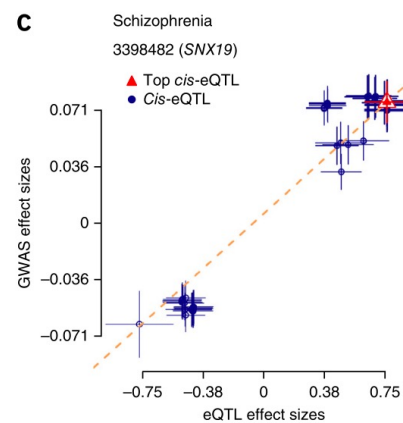 c
Schizophrenia
3398482 (SNX19)
Top cis-eQTL
Cis-eQTL
0.071
0.036
0
−0.036
−0.071
GWAS effect sizes
−0.75 −0.38 0 0.38 0.75
eQTL effect sizes